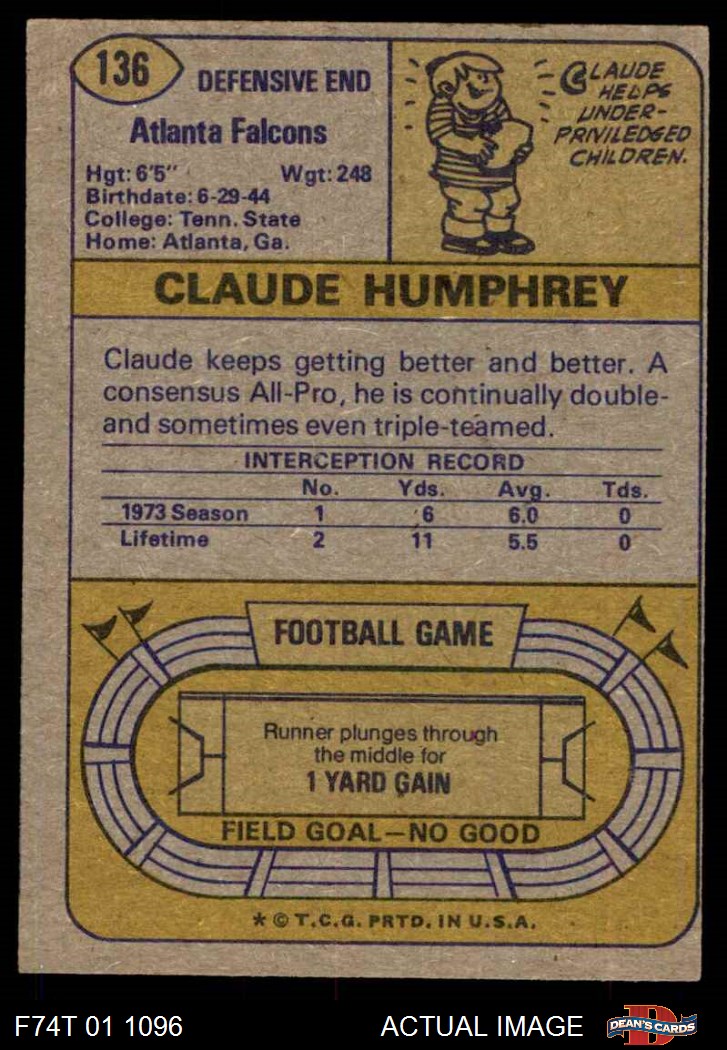 136
DEFENSIVE END
Atlanta Falcons
Hgt: 6'5" Wgt: 248
Birthdate: 6-29-44
College: Tenn. State
Home: Atlanta, Ga.
CLAUDE
HELPS
UNDER-
PRIVILEDGED
CHILDREN.
CLAUDE HUMPHREY
Claude keeps getting better and better. A
consensus All-Pro, he is continually double-
and sometimes even triple-teamed.
INTERCEPTION RECORD
No. Yds. Avg. Tds.
1973 Season 1 6 6.0 0
Lifetime 2 11 5.5 0
FOOTBALL GAME
Runner plunges through
the middle for
1 YARD GAIN
FIELD GOAL—NO GOOD
* © T.C.G. PRTD. IN U.S.A.
F74T 01 1096 ACTUAL IMAGE
D
DEAN'S CARDS